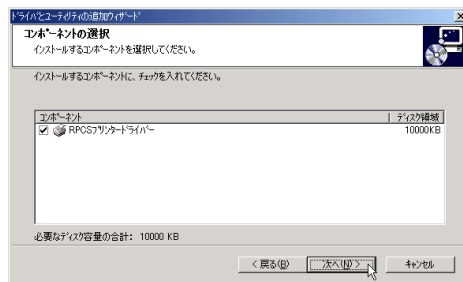 ドライバとユーティリティの追加ウィザード
コンポーネントの選択
インストールするコンポーネントを選択してください。
インストールするコンポーネントに、チェックを入れてください。
コンポーネント ディスク領域
RPCSプリンタードライバー 10000KB
必要なディスク容量の合計： 10000 KB
< 戻る(B) 次へ(N) > キャンセル